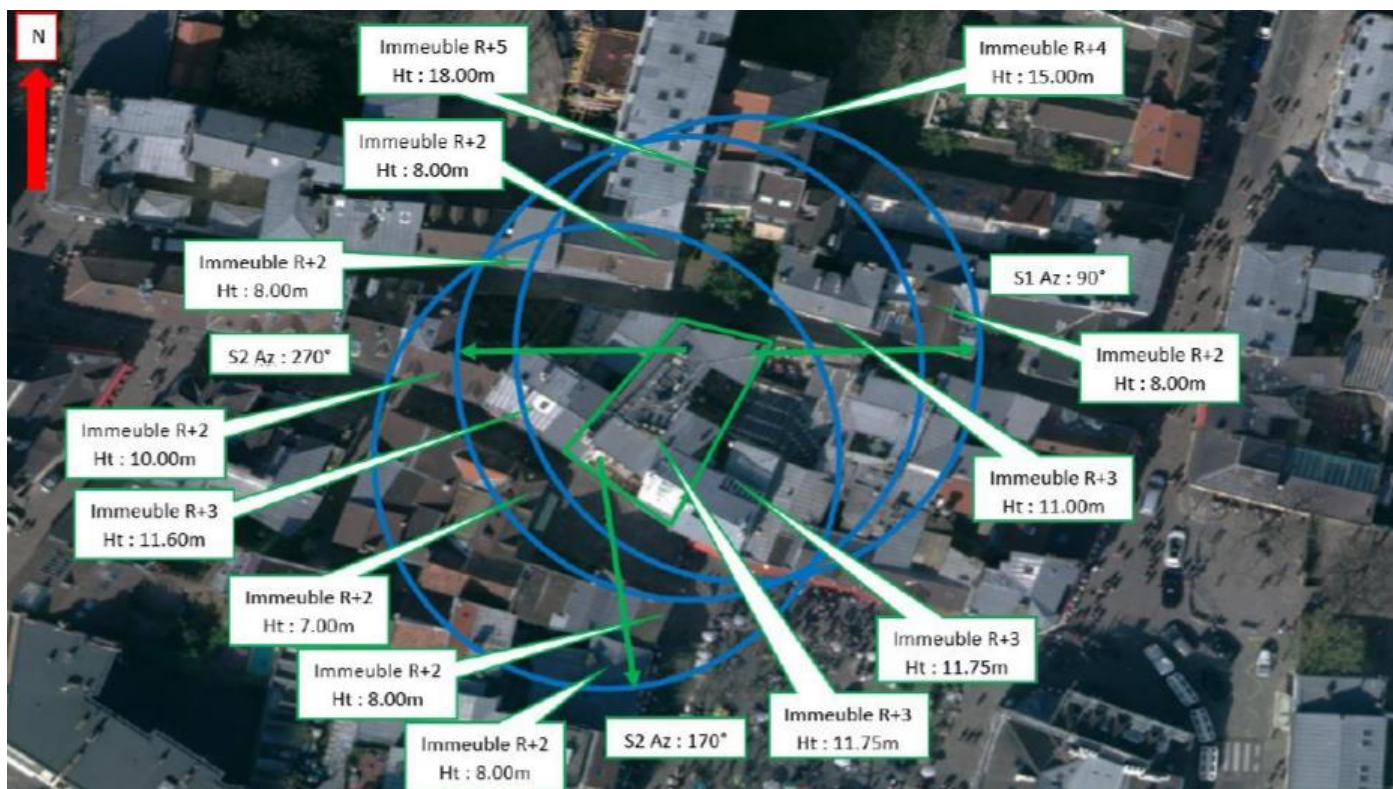 N
Immeuble R+5
Ht : 18.00m
Immeuble R+4
Ht : 15.00m
Immeuble R+2
Ht : 8.00m
Immeuble R+2
Ht : 8.00m
S1 Az : 90°
S2 Az : 270°
Immeuble R+2
Ht : 8.00m
Immeuble R+2
Ht : 10.00m
Immeuble R+3
Ht : 11.00m
Immeuble R+3
Ht : 11.60m
Immeuble R+2
Ht : 7.00m
Immeuble R+3
Ht : 11.75m
Immeuble R+2
Ht : 8.00m
Immeuble R+3
Ht : 11.75m
S2 Az : 170°
Immeuble R+2
Ht : 8.00m